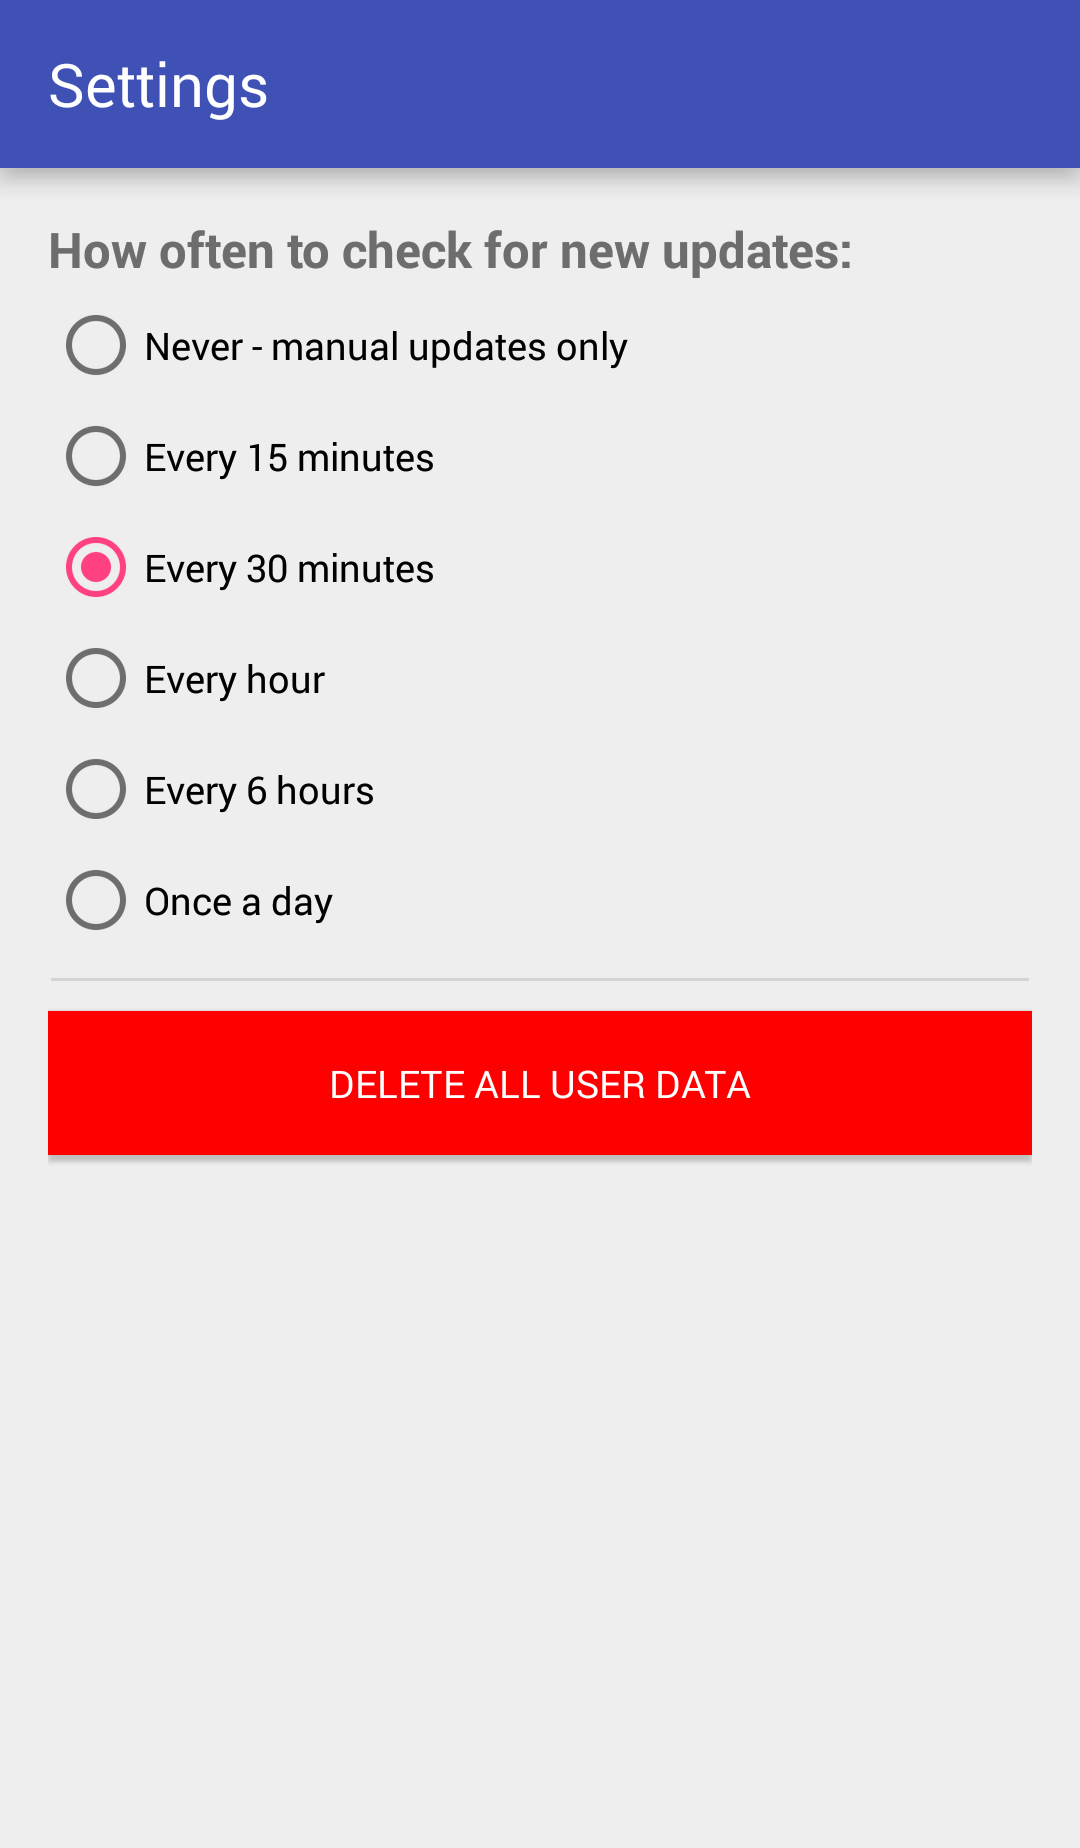 Settings
How often to check for new updates:
Never - manual updates only
Every 15 minutes
Every 30 minutes
Every hour
Every 6 hours
Once a day
DELETE ALL USER DATA